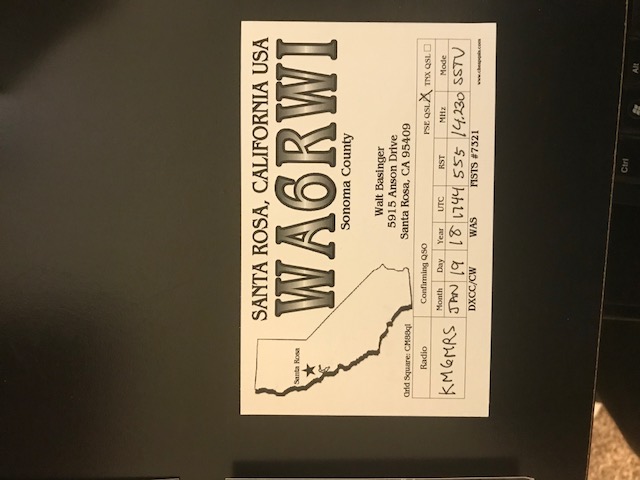 SANTA ROSA, CALIFORNIA USA
WA6RWI
Sonoma County
Santa Rosa
Walt Basinger
5915 Anson Drive
Santa Rosa, CA 95409
Grid Square: CM88ql
Confirming QSO
PSE QSL X TNX QSL
Radio Month Day Year UTC RST MHz Mode
KM6MRS JAN 19 18 1744 555 14.230 SSTV
DXCC/CW WAS FISTS #7321
www.cheapqsls.com
Alt
Ctrl